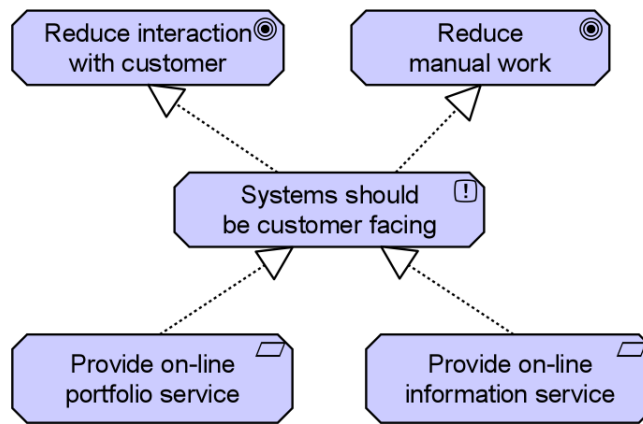 Reduce interaction
with customer
Reduce
manual work
Systems should
be customer facing
!
Provide on-line
portfolio service
Provide on-line
information service